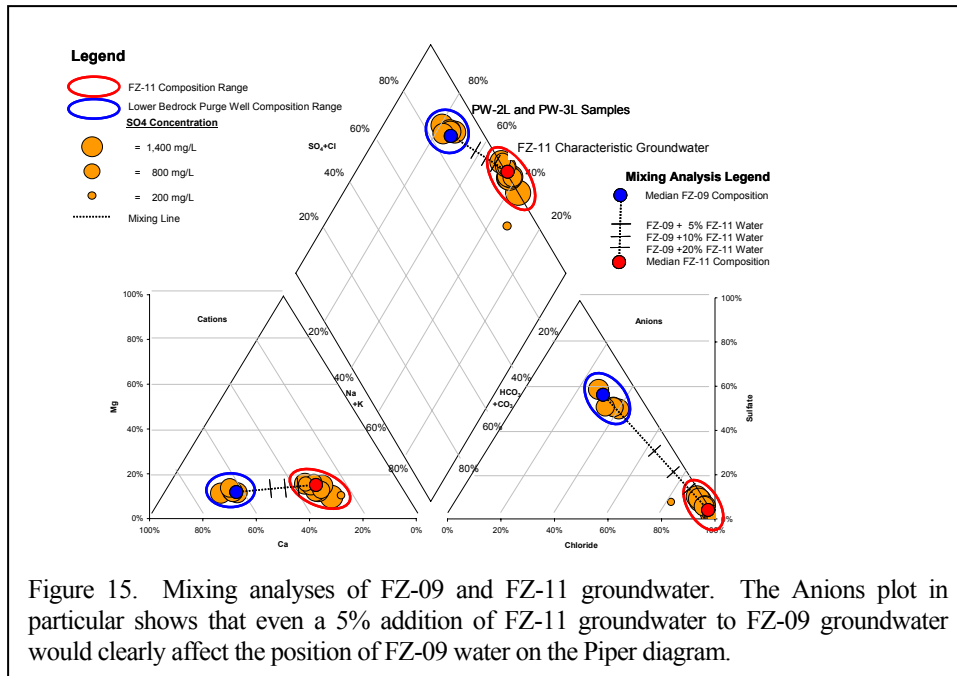 Legend
FZ-11 Composition Range
Lower Bedrock Purge Well Composition Range
SO4 Concentration
= 1,400 mg/L
= 800 mg/L
= 200 mg/L
Mixing Line
80%
80%
60%
60%
40%
40%
20%
20%
SO₄+Cl
PW-2L and PW-3L Samples
FZ-11 Characteristic Groundwater
Mixing Analysis Legend
Median FZ-09 Composition
FZ-09 + 5% FZ-11 Water
FZ-09 +10% FZ-11 Water
FZ-09 +20% FZ-11 Water
Median FZ-11 Composition
100%
80%
60%
40%
20%
0%
Mg
Cations
20%
40%
60%
80%
Na
+K
100%
80%
60%
40%
20%
0%
Ca
20%
40%
60%
80%
HCO₃
+CO₃
Anions
100%
80%
60%
40%
20%
0%
Sulfate
0%
20%
40%
60%
80%
100%
Chloride
Figure 15. Mixing analyses of FZ-09 and FZ-11 groundwater. The Anions plot in
particular shows that even a 5% addition of FZ-11 groundwater to FZ-09 groundwater
would clearly affect the position of FZ-09 water on the Piper diagram.